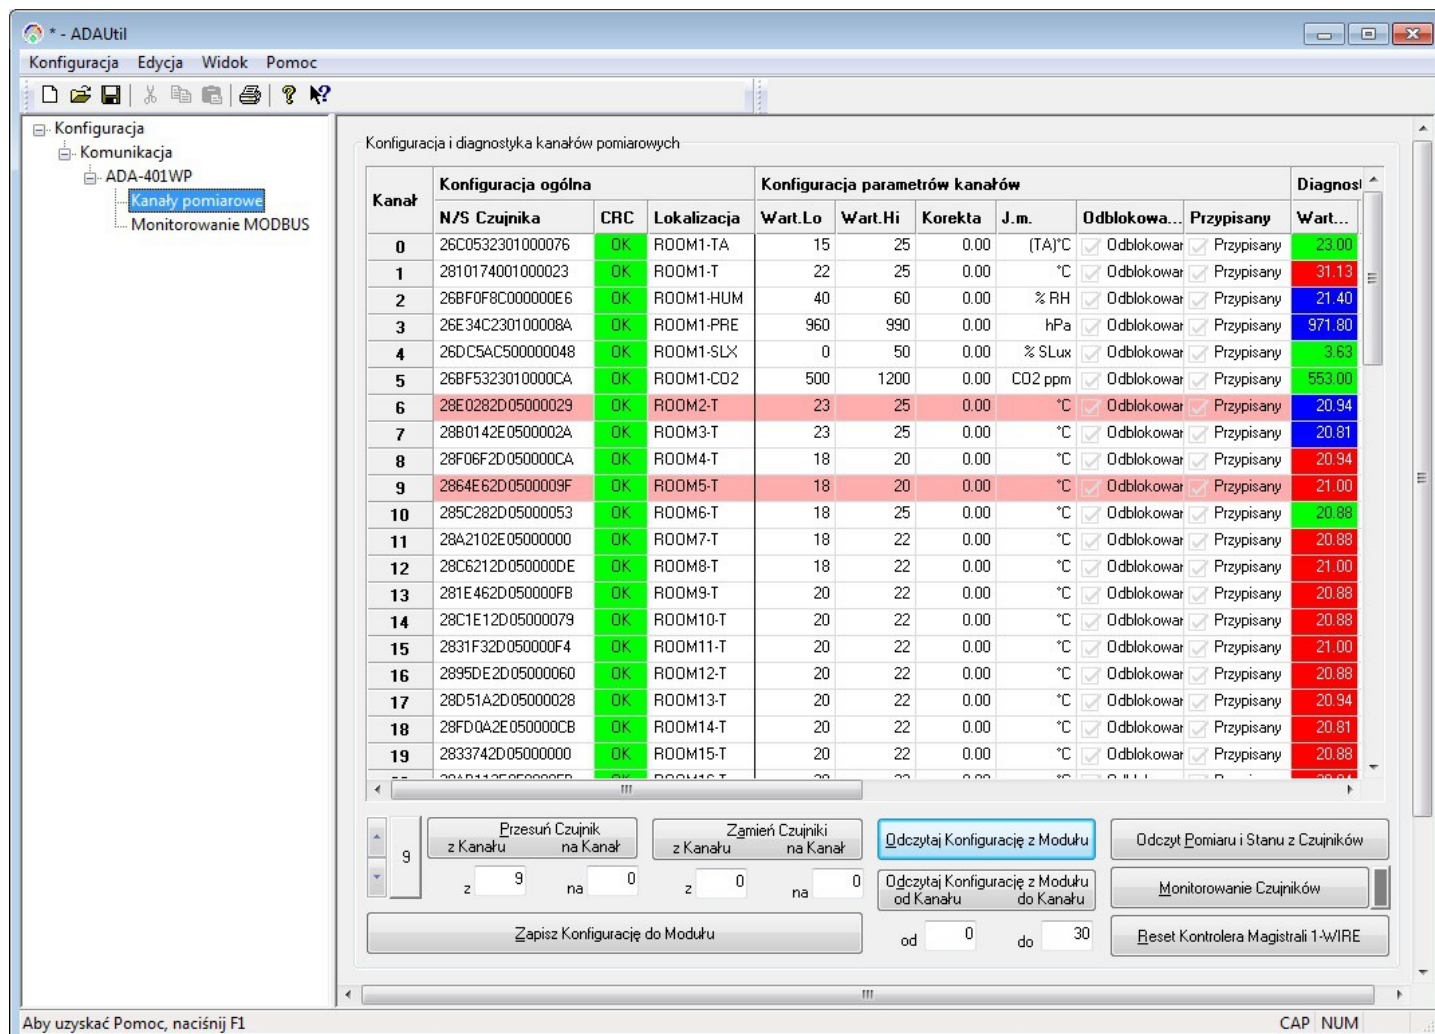 * - ADAUtil
Konfiguracja Edycja Widok Pomoc
Konfiguracja
Komunikacja
ADA-401WP
Kanały pomiarowe
Monitorowanie MODBUS
Konfiguracja i diagnostyka kanałów pomiarowych
Kanał Konfiguracja ogólna Konfiguracja parametrów kanałów Diagnost
N/S Czujnika CRC Lokalizacja Wart.Lo Wart.Hi Korekta J.m. Odblokowa... Przypisany Wart...
0 26C0532301000076 OK ROOM1-TA 15 25 0.00 (TA)°C Odblokowar Przypisany 23.00
1 2810174001000023 OK ROOM1-T 22 25 0.00 °C Odblokowar Przypisany 31.13
2 26BF0F8C000000E6 OK ROOM1-HUM 40 60 0.00 % RH Odblokowar Przypisany 21.40
3 26E34C230100008A OK ROOM1-PRE 960 990 0.00 hPa Odblokowar Przypisany 971.80
4 26DC5AC500000048 OK ROOM1-SLX 0 50 0.00 % SLux Odblokowar Przypisany 3.63
5 26BF5323010000CA OK ROOM1-CO2 500 1200 0.00 CO2 ppm Odblokowar Przypisany 553.00
6 28E0282D05000029 OK ROOM2-T 23 25 0.00 °C Odblokowar Przypisany 20.94
7 28B0142E0500002A OK ROOM3-T 23 25 0.00 °C Odblokowar Przypisany 20.81
8 28F06F2D050000CA OK ROOM4-T 18 20 0.00 °C Odblokowar Przypisany 20.94
9 2864E62D0500009F OK ROOM5-T 18 20 0.00 °C Odblokowar Przypisany 21.00
10 285C282D05000053 OK ROOM6-T 18 25 0.00 °C Odblokowar Przypisany 20.88
11 28A2102E05000000 OK ROOM7-T 18 22 0.00 °C Odblokowar Przypisany 20.88
12 28C6212D050000DE OK ROOM8-T 18 22 0.00 °C Odblokowar Przypisany 21.00
13 281E462D050000FB OK ROOM9-T 20 22 0.00 °C Odblokowar Przypisany 20.88
14 28C1E12D05000079 OK ROOM10-T 20 22 0.00 °C Odblokowar Przypisany 20.88
15 2831F32D050000F4 OK ROOM11-T 20 22 0.00 °C Odblokowar Przypisany 21.00
16 2895DE2D05000060 OK ROOM12-T 20 22 0.00 °C Odblokowar Przypisany 20.88
17 28D51A2D05000028 OK ROOM13-T 20 22 0.00 °C Odblokowar Przypisany 20.94
18 28FD0A2E050000CB OK ROOM14-T 20 22 0.00 °C Odblokowar Przypisany 20.81
19 2833742D05000000 OK ROOM15-T 20 22 0.00 °C Odblokowar Przypisany 20.88
9
Przesuń Czujnik
z Kanału na Kanał
z 9 na 0
Zamień Czujniki
z Kanału na Kanał
z 0 na 0
Zapisz Konfigurację do Modułu
Odczytaj Konfigurację z Modułu
Odczytaj Konfigurację z Modułu
od Kanału do Kanału
od 0 do 30
Odczyt Pomiaru i Stanu z Czujników
Monitorowanie Czujników
Reset Kontrolera Magistrali 1-WIRE
Aby uzyskać Pomoc, naciśnij F1 CAP NUM